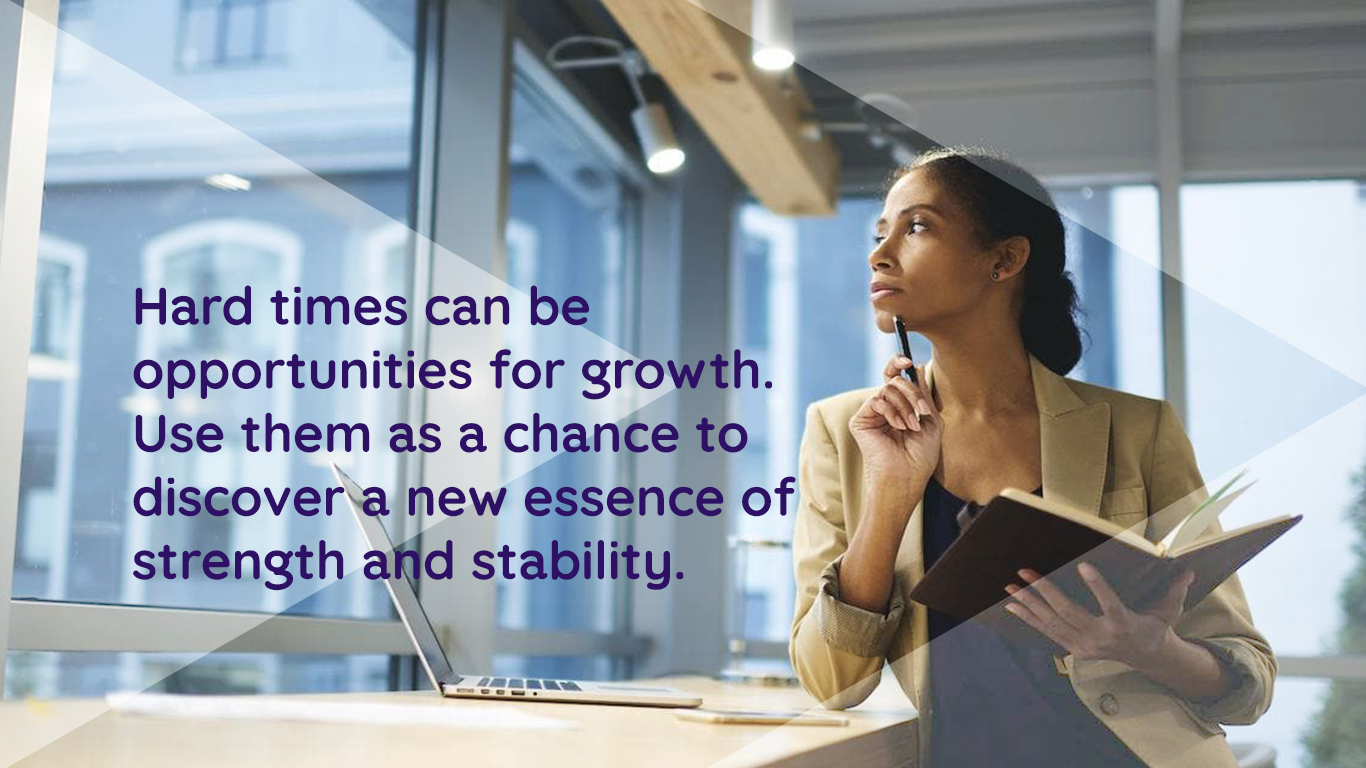 Hard times can be
opportunities for growth.
Use them as a chance to
discover a new essence of
strength and stability.